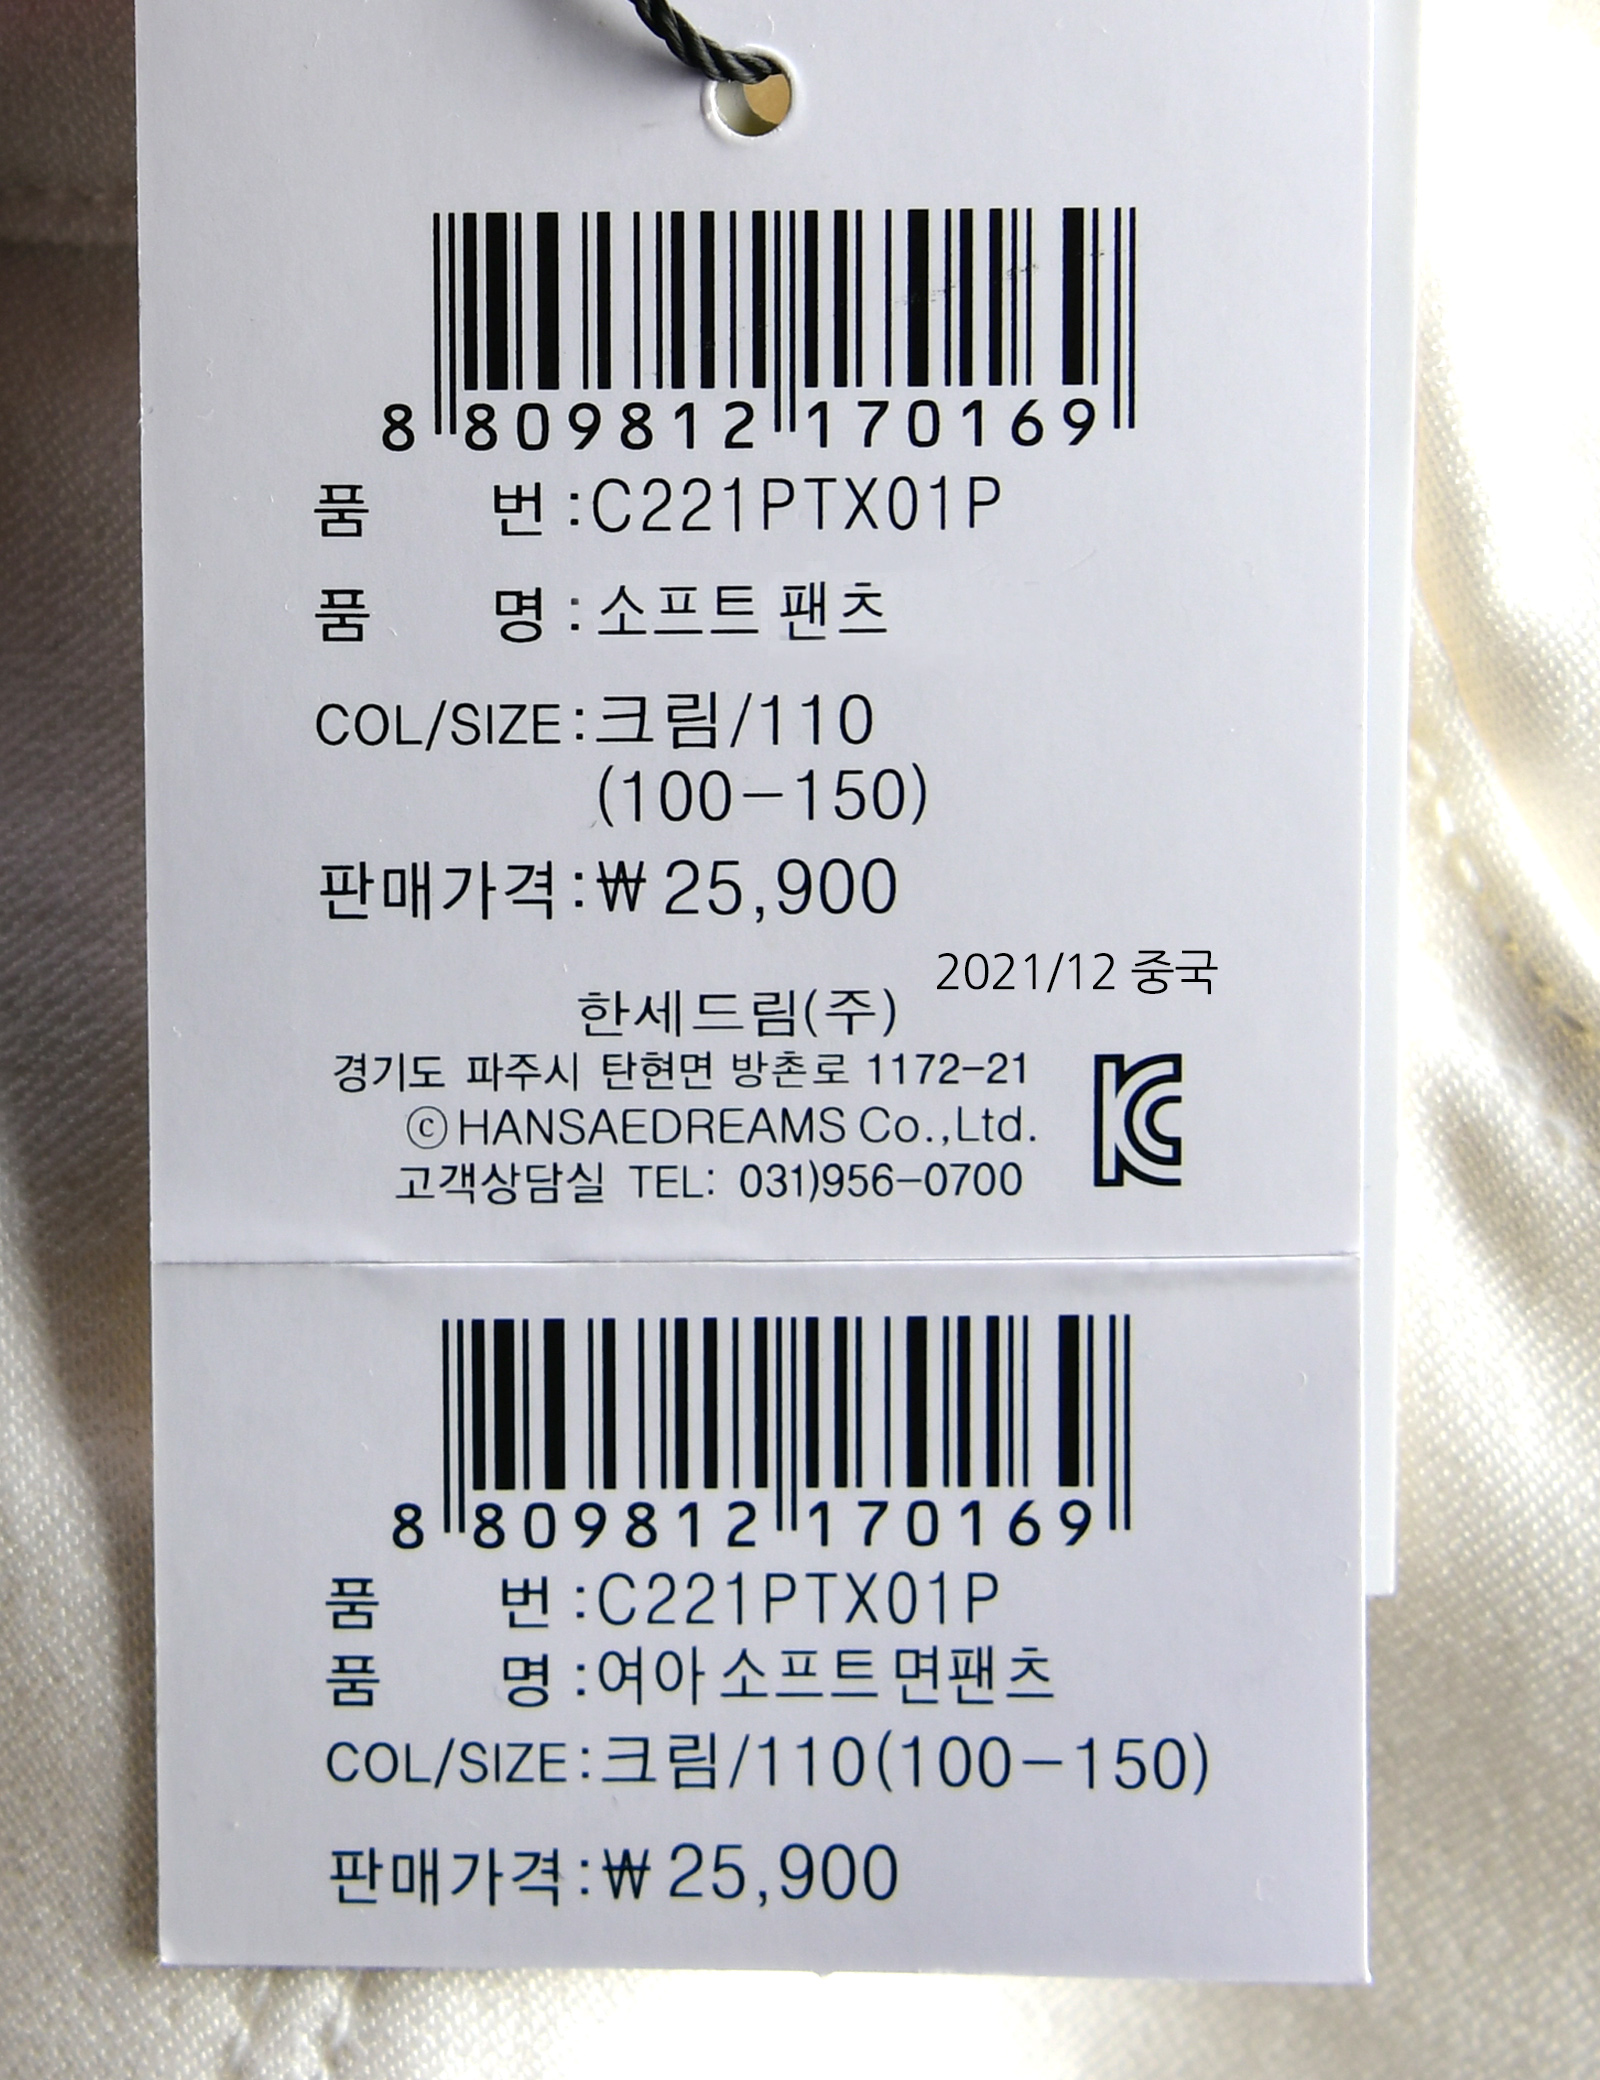 8 809812 170169
품 번 : C221PTX01P
품 명 : 소프트 팬츠
COL/SIZE : 크림/110
(100-150)
판매가격 : ₩ 25,900
2021/12 중국
한세드림(주)
경기도 파주시 탄현면 방촌로 1172-21
ⓒ HANSAEDREAMS Co.,Ltd.
고객상담실 TEL: 031)956-0700
KC
8 809812 170169
품 번 : C221PTX01P
품 명 : 여아 소프트 면팬츠
COL/SIZE : 크림/110(100-150)
판매가격 : ₩ 25,900